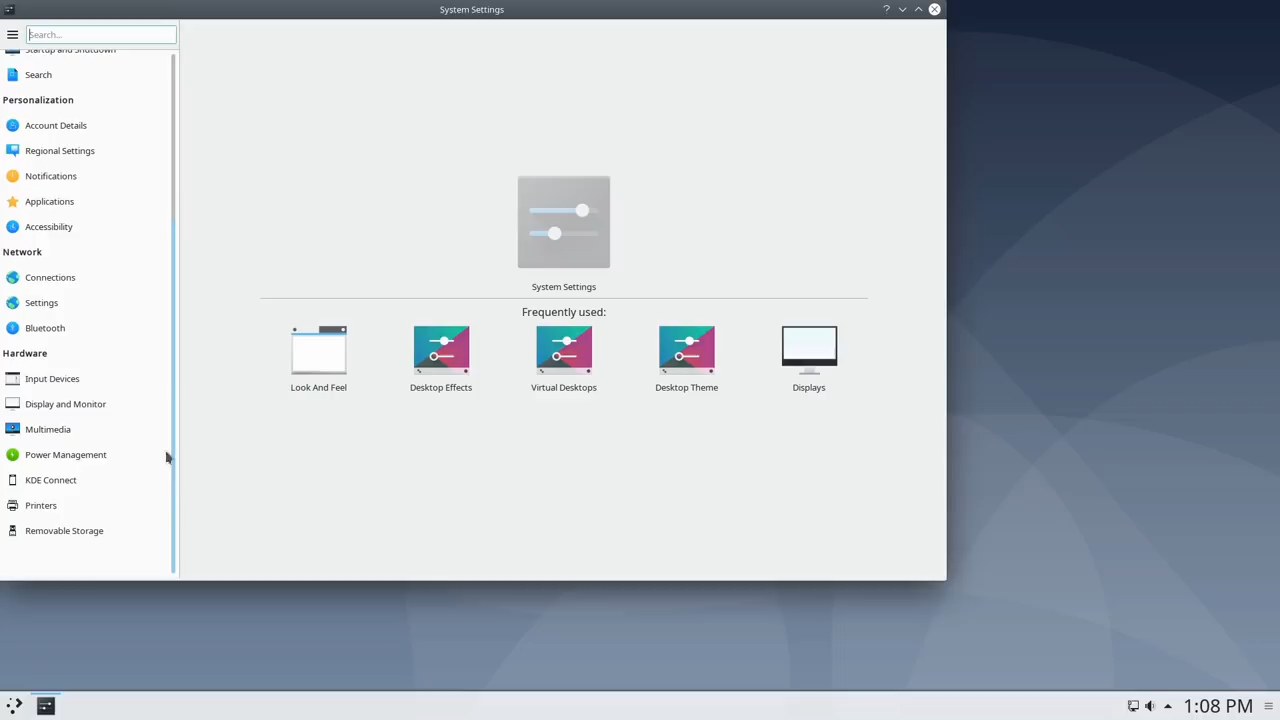 System Settings
Search...
Startup and Shutdown
Search
Personalization
Account Details
Regional Settings
Notifications
Applications
Accessibility
Network
Connections
Settings
Bluetooth
Hardware
Input Devices
Display and Monitor
Multimedia
Power Management
KDE Connect
Printers
Removable Storage
System Settings
Frequently used:
Look And Feel
Desktop Effects
Virtual Desktops
Desktop Theme
Displays
1:08 PM